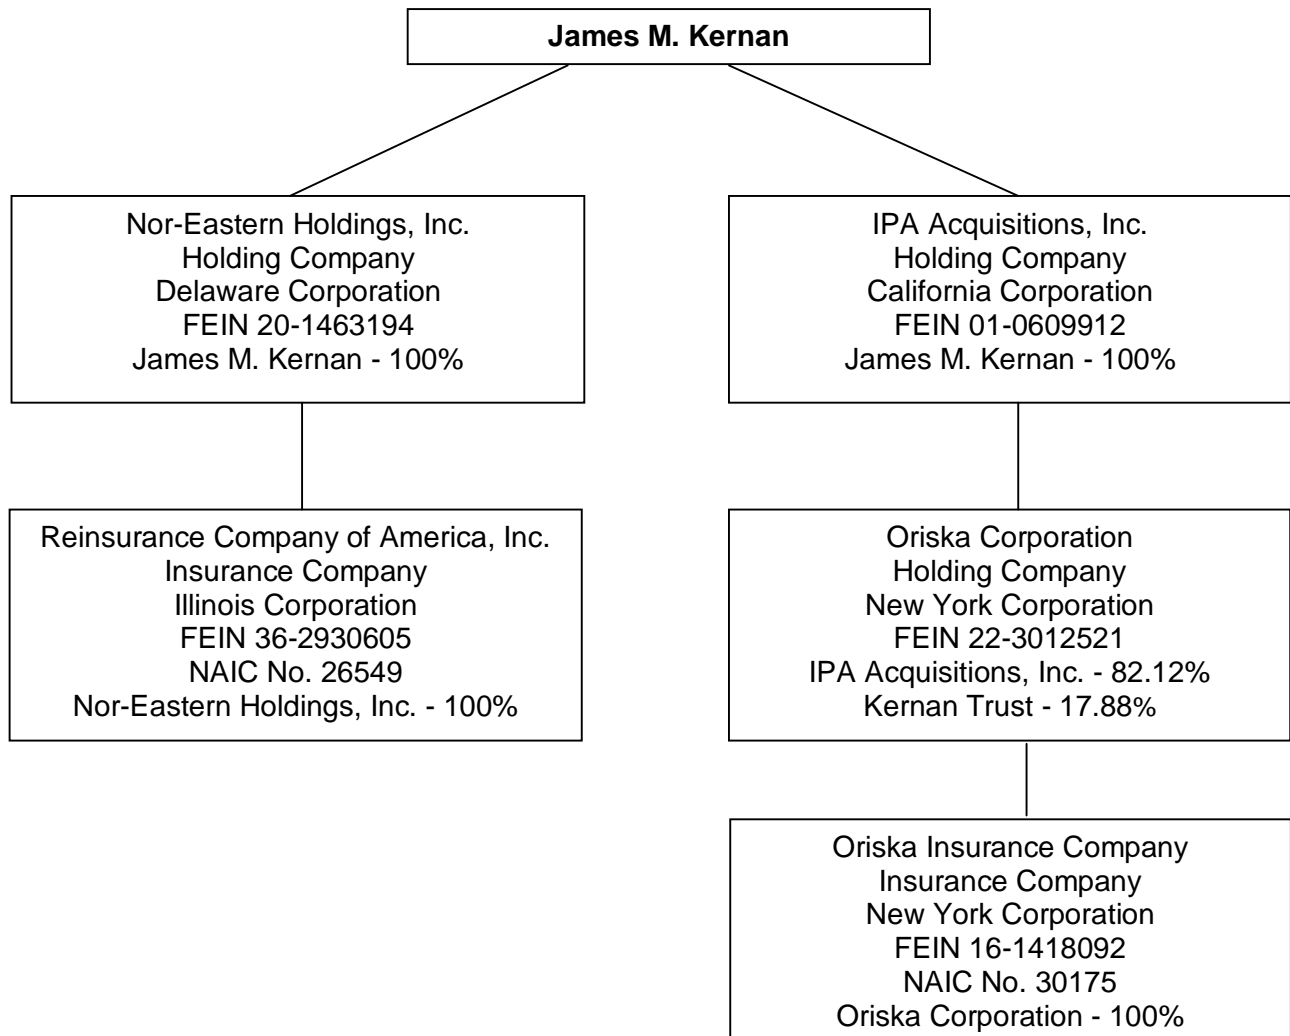 James M. Kernan
Nor-Eastern Holdings, Inc.
Holding Company
Delaware Corporation
FEIN 20-1463194
James M. Kernan - 100%
IPA Acquisitions, Inc.
Holding Company
California Corporation
FEIN 01-0609912
James M. Kernan - 100%
Reinsurance Company of America, Inc.
Insurance Company
Illinois Corporation
FEIN 36-2930605
NAIC No. 26549
Nor-Eastern Holdings, Inc. - 100%
Oriska Corporation
Holding Company
New York Corporation
FEIN 22-3012521
IPA Acquisitions, Inc. - 82.12%
Kernan Trust - 17.88%
Oriska Insurance Company
Insurance Company
New York Corporation
FEIN 16-1418092
NAIC No. 30175
Oriska Corporation - 100%